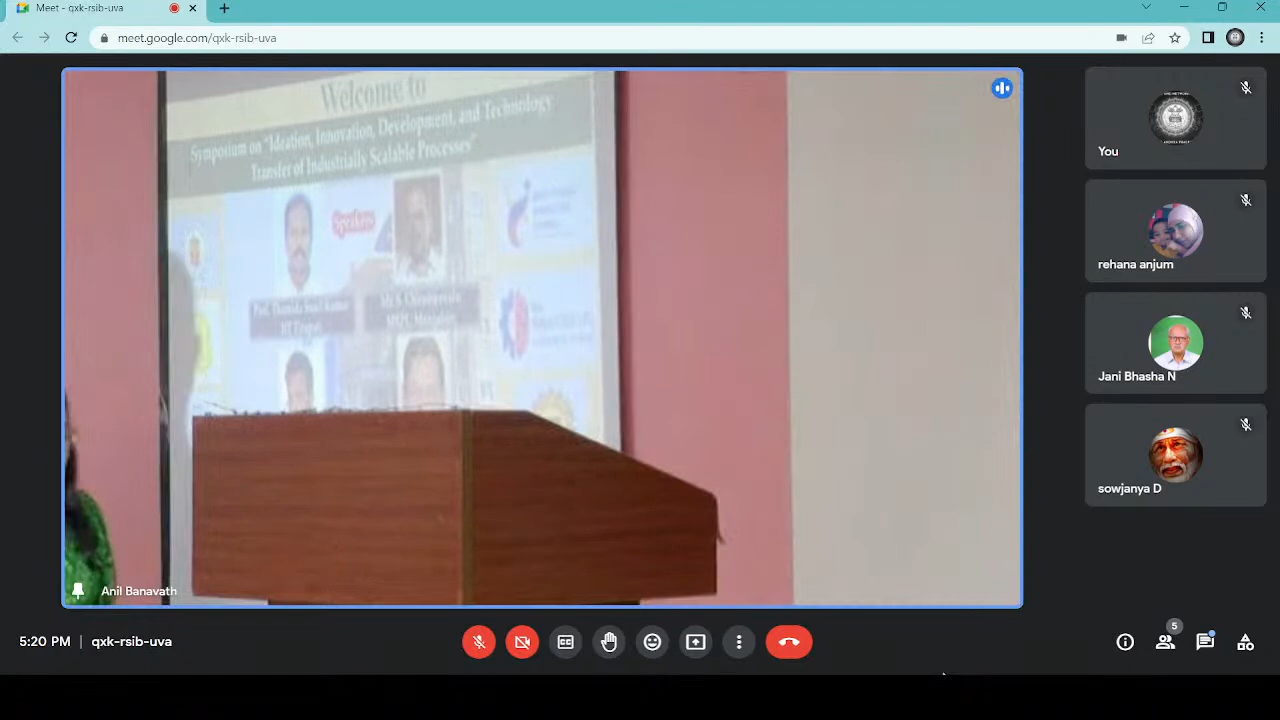 Meet - qxk-rsib-uva
meet.google.com/qxk-rsib-uva
Welcome to
Symposium on "Ideation, Innovation, Development, and Technology
Transfer of Industrially Scalable Processes"
Speakers
IIT Tirupati
Anil Banavath
You
rehana anjum
Jani Bhasha N
sowjanya D
5:20 PM | qxk-rsib-uva
5